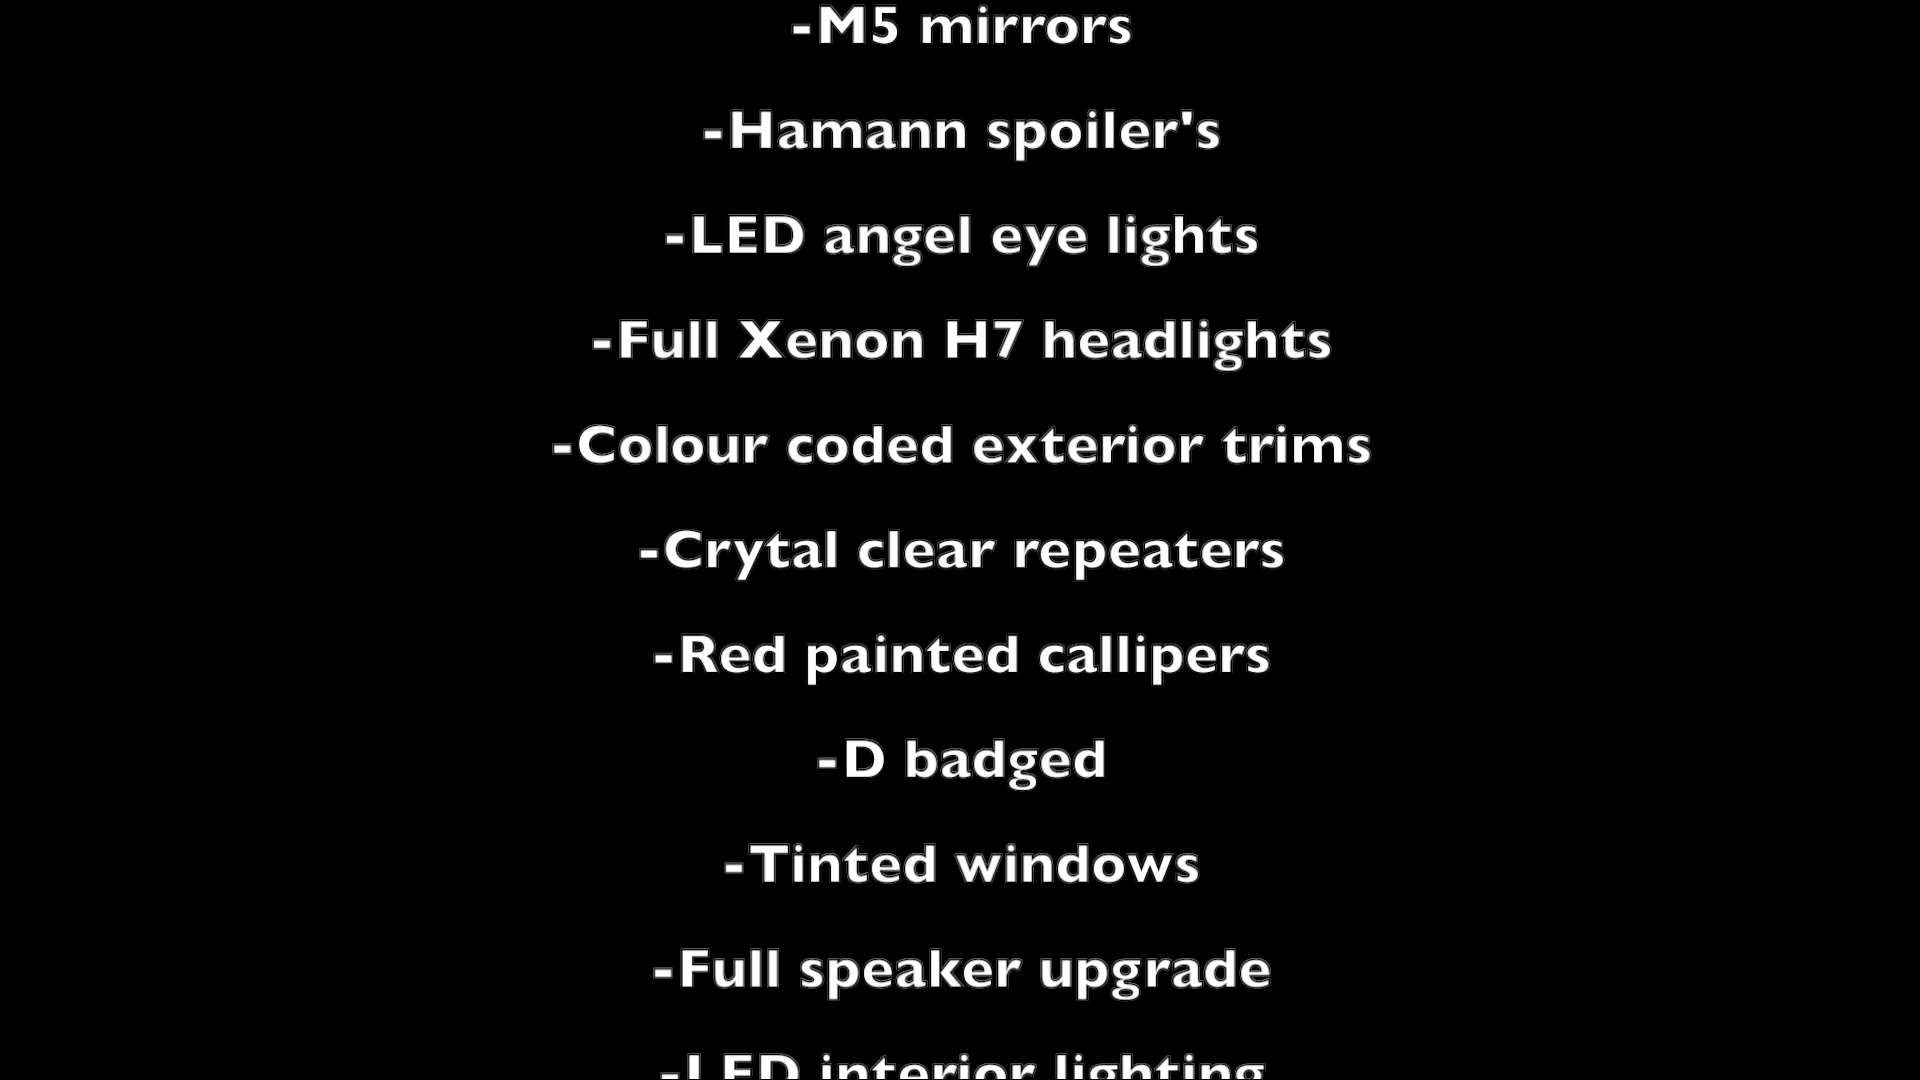 -M5 mirrors
-Hamann spoiler's
-LED angel eye lights
-Full Xenon H7 headlights
-Colour coded exterior trims
-Crytal clear repeaters
-Red painted callipers
-D badged
-Tinted windows
-Full speaker upgrade
-LED interior lighting